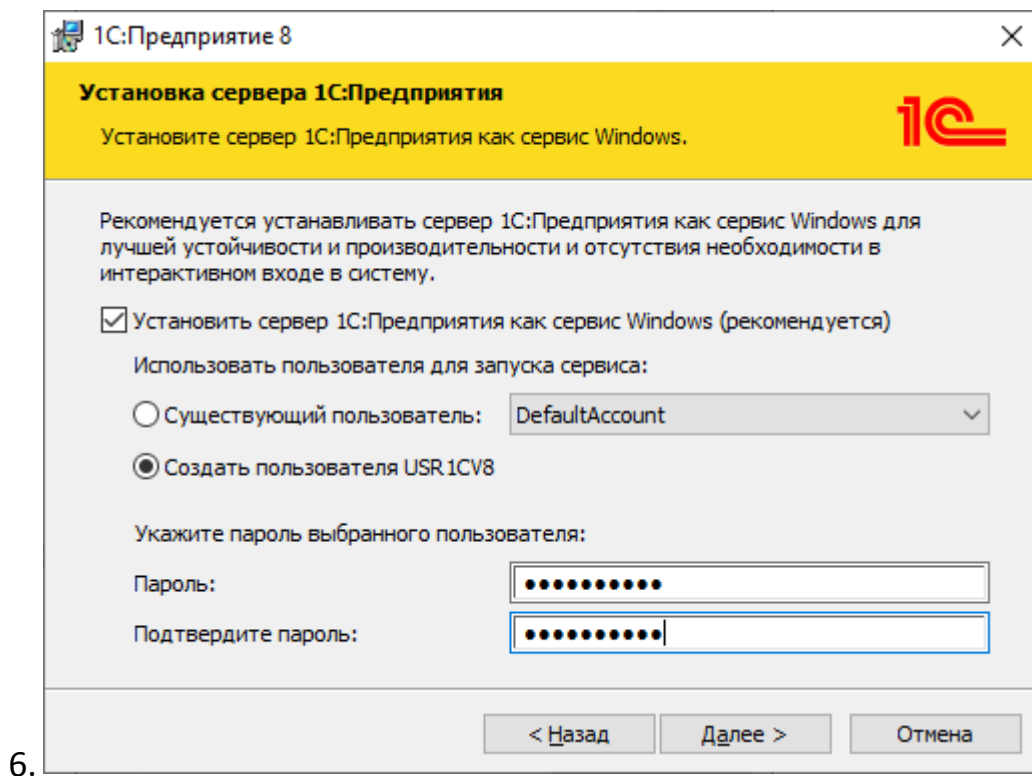 1С:Предприятие 8
Установка сервера 1С:Предприятия
Установите сервер 1С:Предприятия как сервис Windows.
1С
Рекомендуется устанавливать сервер 1С:Предприятия как сервис Windows для
лучшей устойчивости и производительности и отсутствия необходимости в
интерактивном входе в систему.
Установить сервер 1С:Предприятия как сервис Windows (рекомендуется)
Использовать пользователя для запуска сервиса:
Существующий пользователь: DefaultAccount
Создать пользователя USR1CV8
Укажите пароль выбранного пользователя:
Пароль: ●●●●●●●●●●
Подтвердите пароль: ●●●●●●●●●●
< Назад Далее > Отмена
6.